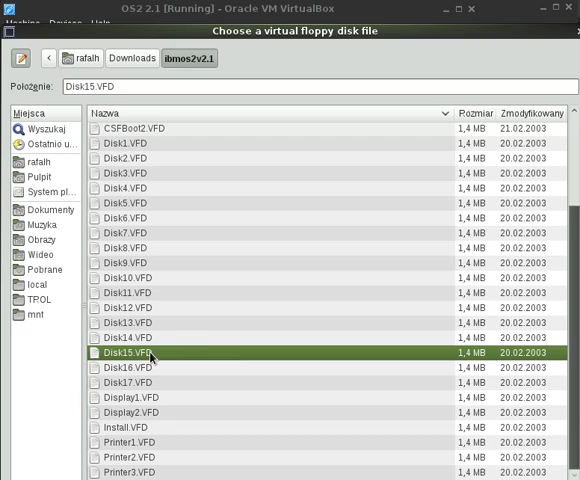 OS2 2.1 [Running] - Oracle VM VirtualBox
Choose a virtual floppy disk file
rafalh Downloads ibmos2v2.1
Położenie: Disk15.VFD
Miejsca
Wyszukaj
Ostatnio u...
rafalh
Pulpit
System pl...
Dokumenty
Muzyka
Obrazy
Wideo
Pobrane
local
TPOL
mnt
Nazwa Rozmiar Zmodyfikowany
CSFBoot2.VFD 1,4 MB 21.02.2003
Disk1.VFD 1,4 MB 20.02.2003
Disk2.VFD 1,4 MB 20.02.2003
Disk3.VFD 1,4 MB 20.02.2003
Disk4.VFD 1,4 MB 20.02.2003
Disk5.VFD 1,4 MB 20.02.2003
Disk6.VFD 1,4 MB 20.02.2003
Disk7.VFD 1,4 MB 20.02.2003
Disk8.VFD 1,4 MB 20.02.2003
Disk9.VFD 1,4 MB 20.02.2003
Disk10.VFD 1,4 MB 20.02.2003
Disk11.VFD 1,4 MB 20.02.2003
Disk12.VFD 1,4 MB 20.02.2003
Disk13.VFD 1,4 MB 20.02.2003
Disk14.VFD 1,4 MB 20.02.2003
Disk15.VFD 1,4 MB 20.02.2003
Disk16.VFD 1,4 MB 20.02.2003
Disk17.VFD 1,4 MB 20.02.2003
Display1.VFD 1,4 MB 20.02.2003
Display2.VFD 1,4 MB 20.02.2003
Install.VFD 1,4 MB 20.02.2003
Printer1.VFD 1,4 MB 20.02.2003
Printer2.VFD 1,4 MB 20.02.2003
Printer3.VFD 1,4 MB 20.02.2003